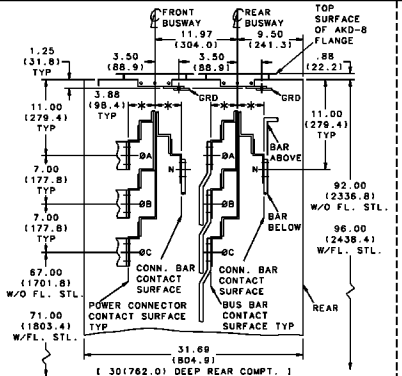 ℄ FRONT BUSWAY
℄ REAR BUSWAY
TOP SURFACE OF AKD-8 FLANGE
11.97 (304.0)
9.50 (241.3)
1.25 (31.8) TYP
3.50 (88.9)
3.50 (88.9)
.88 (22.2)
3.88 (98.4) TYP
GRD
GRD
11.00 (279.4) TYP
11.00 (279.4) TYP
ØA
N
ØA
N
BAR ABOVE
7.00 (177.8) TYP
ØB
ØB
BAR BELOW
92.00 (2336.8) W/O FL. STL.
7.00 (177.8) TYP
96.00 (2438.4) W/FL. STL.
ØC
ØC
67.00 (1701.8) W/O FL. STL.
CONN. BAR CONTACT SURFACE
CONN. BAR CONTACT SURFACE
POWER CONNECTOR CONTACT SURFACE TYP
BUS BAR CONTACT SURFACE TYP
REAR
71.00 (1803.4) W/FL. STL.
31.69 (804.9)
[ 30(762.0) DEEP REAR COMPT. ]